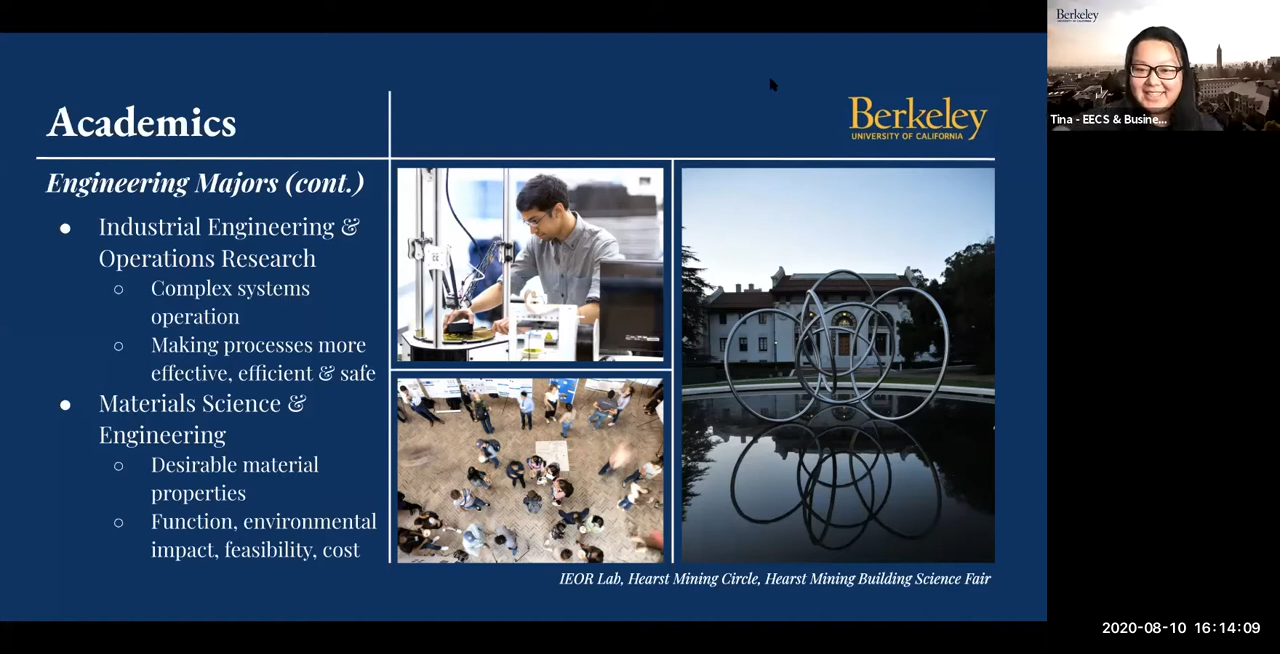 Academics
Berkeley
UNIVERSITY OF CALIFORNIA
Engineering Majors (cont.)
● Industrial Engineering &
Operations Research
○ Complex systems
operation
○ Making processes more
effective, efficient & safe
● Materials Science &
Engineering
○ Desirable material
properties
○ Function, environmental
impact, feasibility, cost
IEOR Lab, Hearst Mining Circle, Hearst Mining Building Science Fair
Berkeley
Tina - EECS & Busine...
2020-08-10 16:14:09